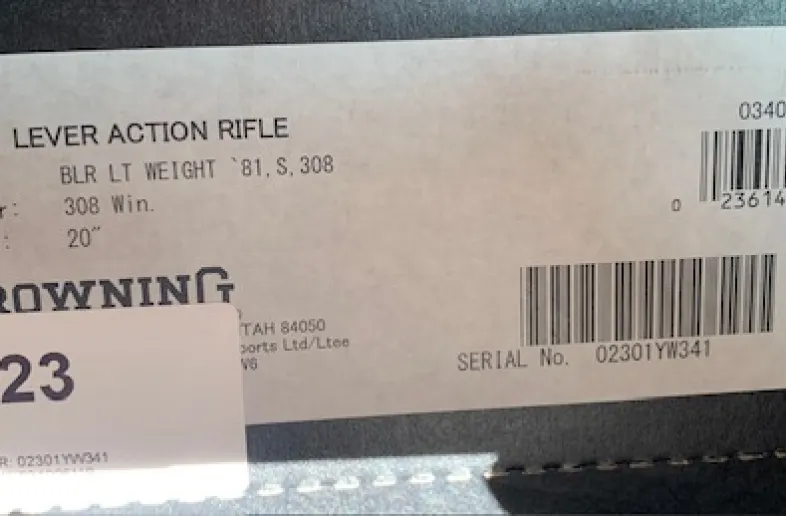 LEVER ACTION RIFLE
BLR LT WEIGHT `81,S,308
r: 308 Win.
: 20"
ROWNING
TAH 84050
ports Ltd/Ltee
W6
0340
0 23614
SERIAL No. 02301YW341
23
R: 02301YW341